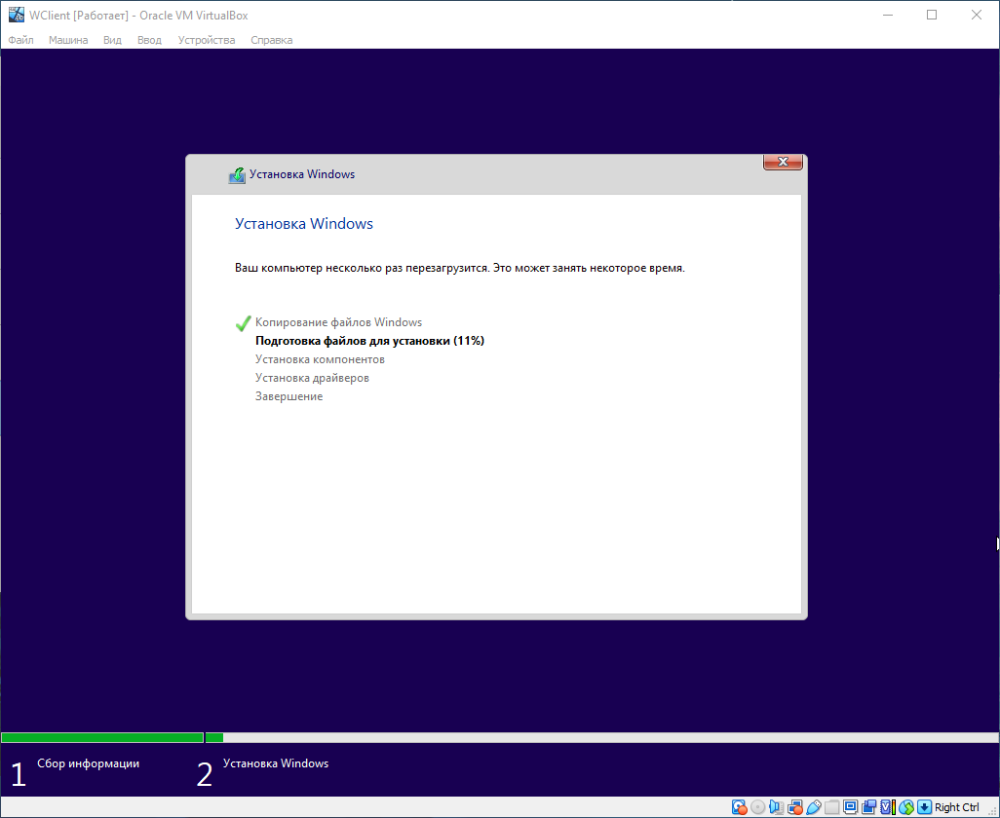 WClient [Работает] - Oracle VM VirtualBox
Файл Машина Вид Ввод Устройства Справка
Установка Windows
Установка Windows
Ваш компьютер несколько раз перезагрузится. Это может занять некоторое время.
Копирование файлов Windows
Подготовка файлов для установки (11%)
Установка компонентов
Установка драйверов
Завершение
1 Сбор информации 2 Установка Windows
Right Ctrl